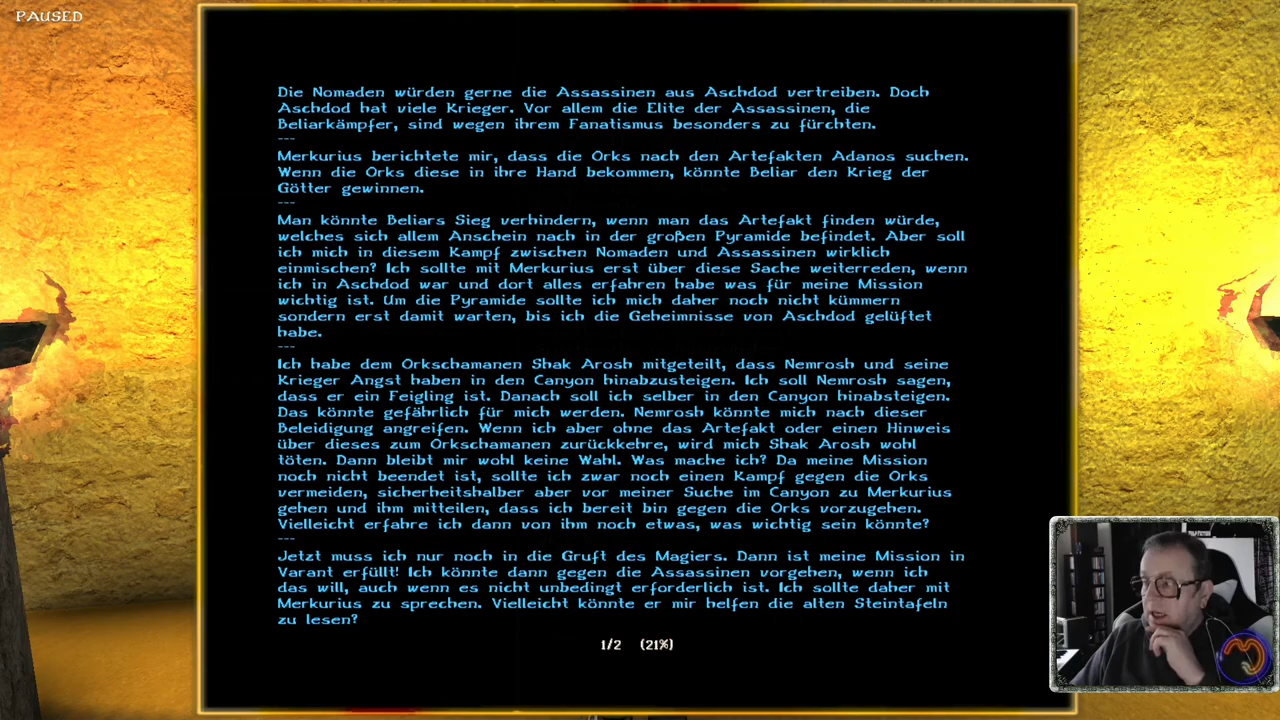 PAUSED
Die Nomaden würden gerne die Assassinen aus Aschdod vertreiben. Doch
Aschdod hat viele Krieger. Vor allem die Elite der Assassinen, die
Beliarkämpfer, sind wegen ihrem Fanatismus besonders zu fürchten.
---
Merkurius berichtete mir, dass die Orks nach den Artefakten Adanos suchen.
Wenn die Orks diese in ihre Hand bekommen, könnte Beliar den Krieg der
Götter gewinnen.
---
Man könnte Beliars Sieg verhindern, wenn man das Artefakt finden würde,
welches sich allem Anschein nach in der großen Pyramide befindet. Aber soll
ich mich in diesem Kampf zwischen Nomaden und Assassinen wirklich
einmischen? Ich sollte mit Merkurius erst über diese Sache weiterreden, wenn
ich in Aschdod war und dort alles erfahren habe was für meine Mission
wichtig ist. Um die Pyramide sollte ich mich daher noch nicht kümmern
sondern erst damit warten, bis ich die Geheimnisse von Aschdod gelüftet
habe.
---
Ich habe dem Orkschamanen Shak Arosh mitgeteilt, dass Nemrosh und seine
Krieger Angst haben in den Canyon hinabzusteigen. Ich soll Nemrosh sagen,
dass er ein Feigling ist. Danach soll ich selber in den Canyon hinabsteigen.
Das könnte gefährlich für mich werden. Nemrosh könnte mich nach dieser
Beleidigung angreifen. Wenn ich aber ohne das Artefakt oder einen Hinweis
über dieses zum Orkschamanen zurückkehre, wird mich Shak Arosh wohl
töten. Dann bleibt mir wohl keine Wahl. Was mache ich? Da meine Mission
noch nicht beendet ist, sollte ich zwar noch einen Kampf gegen die Orks
vermeiden, sicherheitshalber aber vor meiner Suche im Canyon zu Merkurius
gehen und ihm mitteilen, dass ich bereit bin gegen die Orks vorzugehen.
Vielleicht erfahre ich dann von ihm noch etwas, was wichtig sein könnte?
---
Jetzt muss ich nur noch in die Gruft des Magiers. Dann ist meine Mission in
Varant erfüllt! Ich könnte dann gegen die Assassinen vorgehen, wenn ich
das will, auch wenn es nicht unbedingt erforderlich ist. Ich sollte daher mit
Merkurius zu sprechen. Vielleicht könnte er mir helfen die alten Steintafeln
zu lesen?
1/2 (21%)